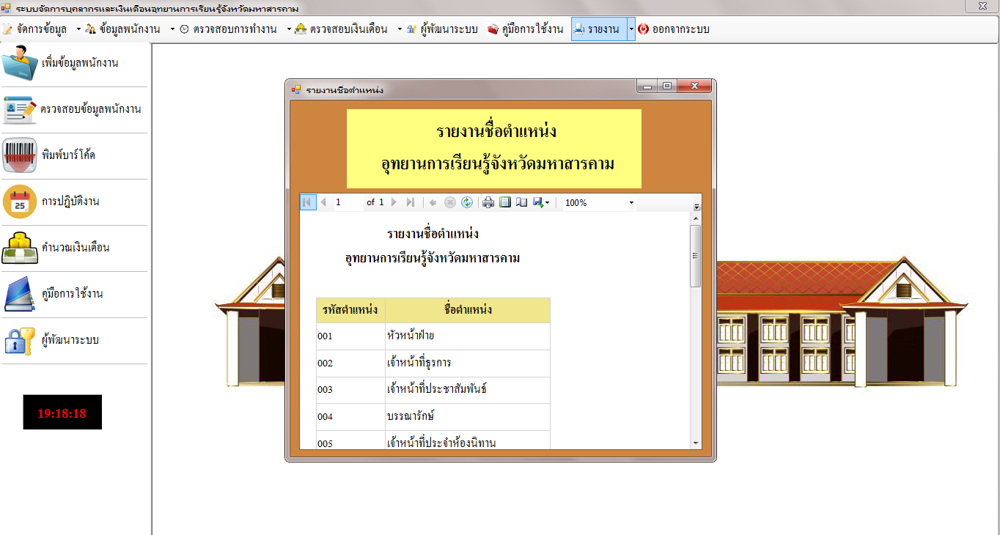 ระบบจัดการบุคลากรและเงินเดือนอุทยานการเรียนรู้จังหวัดมหาสารคาม
จัดการข้อมูล ข้อมูลพนักงาน ตรวจสอบการทำงาน ตรวจสอบเงินเดือน ผู้พัฒนาระบบ คู่มือการใช้งาน รายงาน ออกจากระบบ
เพิ่มข้อมูลพนักงาน
ตรวจสอบข้อมูลพนักงาน
พิมพ์บาร์โค้ด
25
การปฏิบัติงาน
คำนวณเงินเดือน
คู่มือการใช้งาน
ผู้พัฒนาระบบ
19:18:18
รายงานชื่อตำแหน่ง
รายงานชื่อตำแหน่ง
อุทยานการเรียนรู้จังหวัดมหาสารคาม
1 of 1 100%
รายงานชื่อตำแหน่ง
อุทยานการเรียนรู้จังหวัดมหาสารคาม
รหัสตำแหน่ง ชื่อตำแหน่ง
001 หัวหน้าฝ่าย
002 เจ้าหน้าที่ธุรการ
003 เจ้าหน้าที่ประชาสัมพันธ์
004 บรรณารักษ์
005 เจ้าหน้าที่ประจำห้องนิทาน